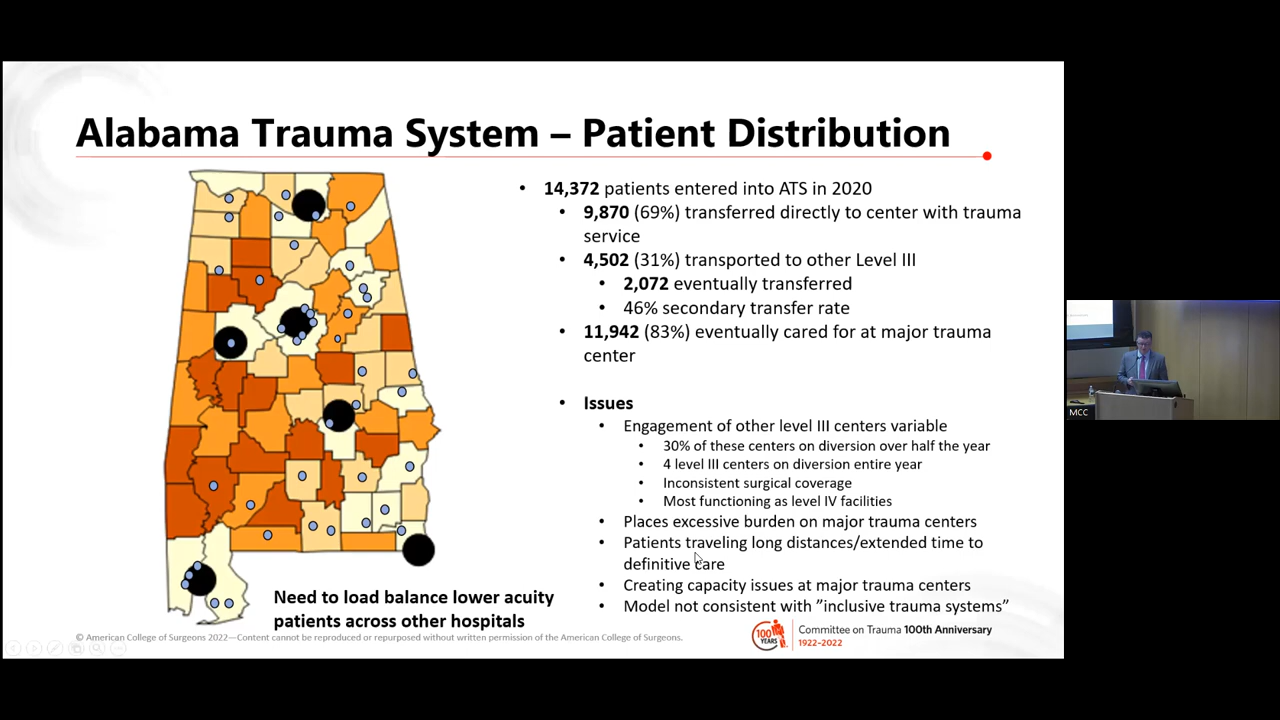 Alabama Trauma System – Patient Distribution
• 14,372 patients entered into ATS in 2020
• 9,870 (69%) transferred directly to center with trauma
service
• 4,502 (31%) transported to other Level III
• 2,072 eventually transferred
• 46% secondary transfer rate
• 11,942 (83%) eventually cared for at major trauma
center
• Issues
• Engagement of other level III centers variable
• 30% of these centers on diversion over half the year
• 4 level III centers on diversion entire year
• Inconsistent surgical coverage
• Most functioning as level IV facilities
• Places excessive burden on major trauma centers
• Patients traveling long distances/extended time to
definitive care
• Creating capacity issues at major trauma centers
• Model not consistent with ”inclusive trauma systems”
Need to load balance lower acuity
patients across other hospitals
© American College of Surgeons 2022—Content cannot be reproduced or repurposed without written permission of the American College of Surgeons.
100
YEARS
Committee on Trauma 100th Anniversary
1922-2022
MCC